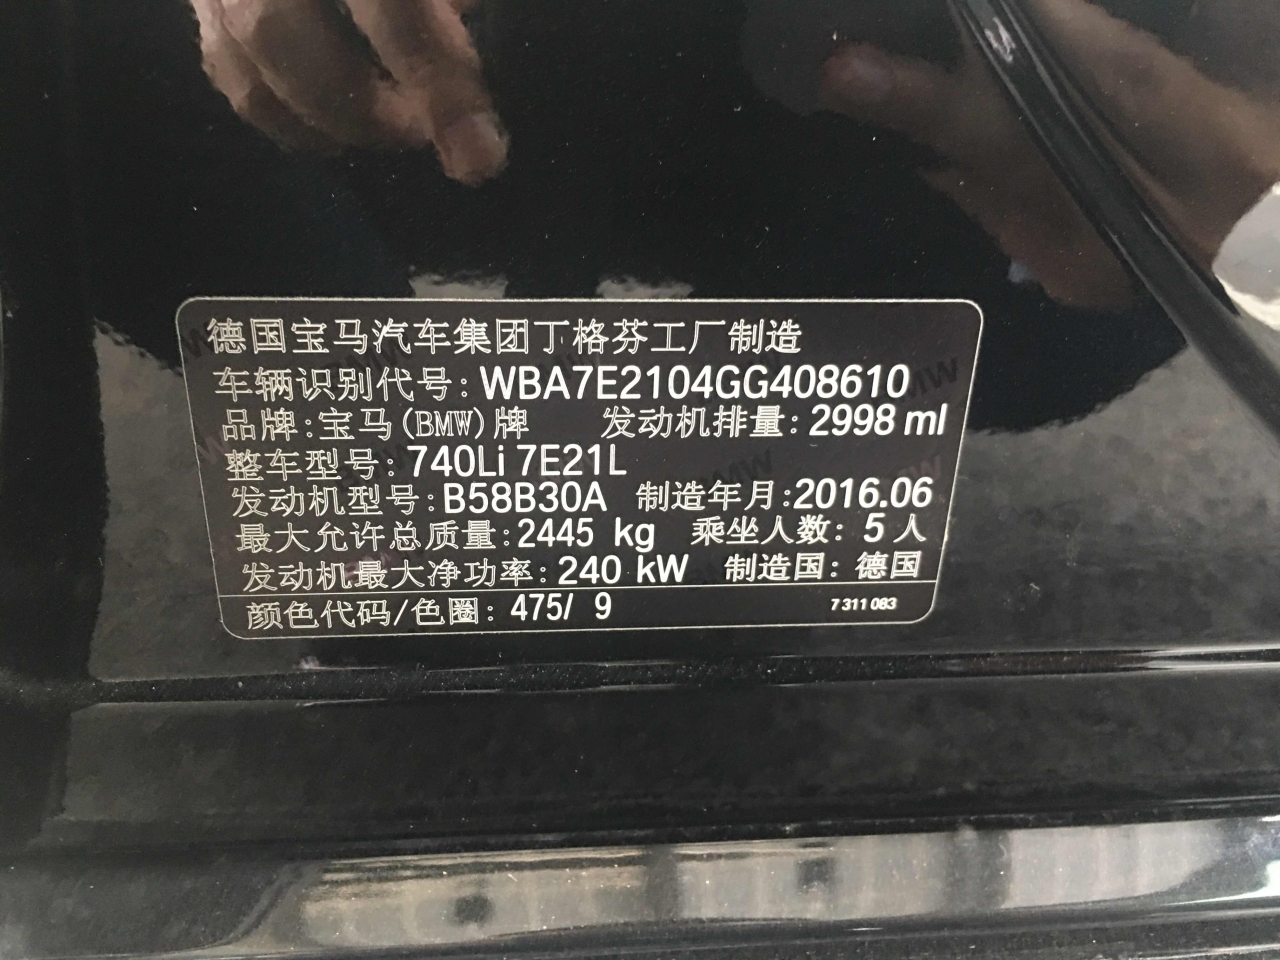 德国宝马汽车集团丁格芬工厂制造
车辆识别代号: WBA7E2104GG408610
品牌:宝马(BMW)牌 发动机排量: 2998 ml
整车型号: 740Li 7E21L
发动机型号: B58B30A 制造年月:2016.06
最大允许总质量:2445 kg 乘坐人数: 5人
发动机最大净功率: 240 kW 制造国: 德国
颜色代码/色圈: 475/ 9 7 311 083